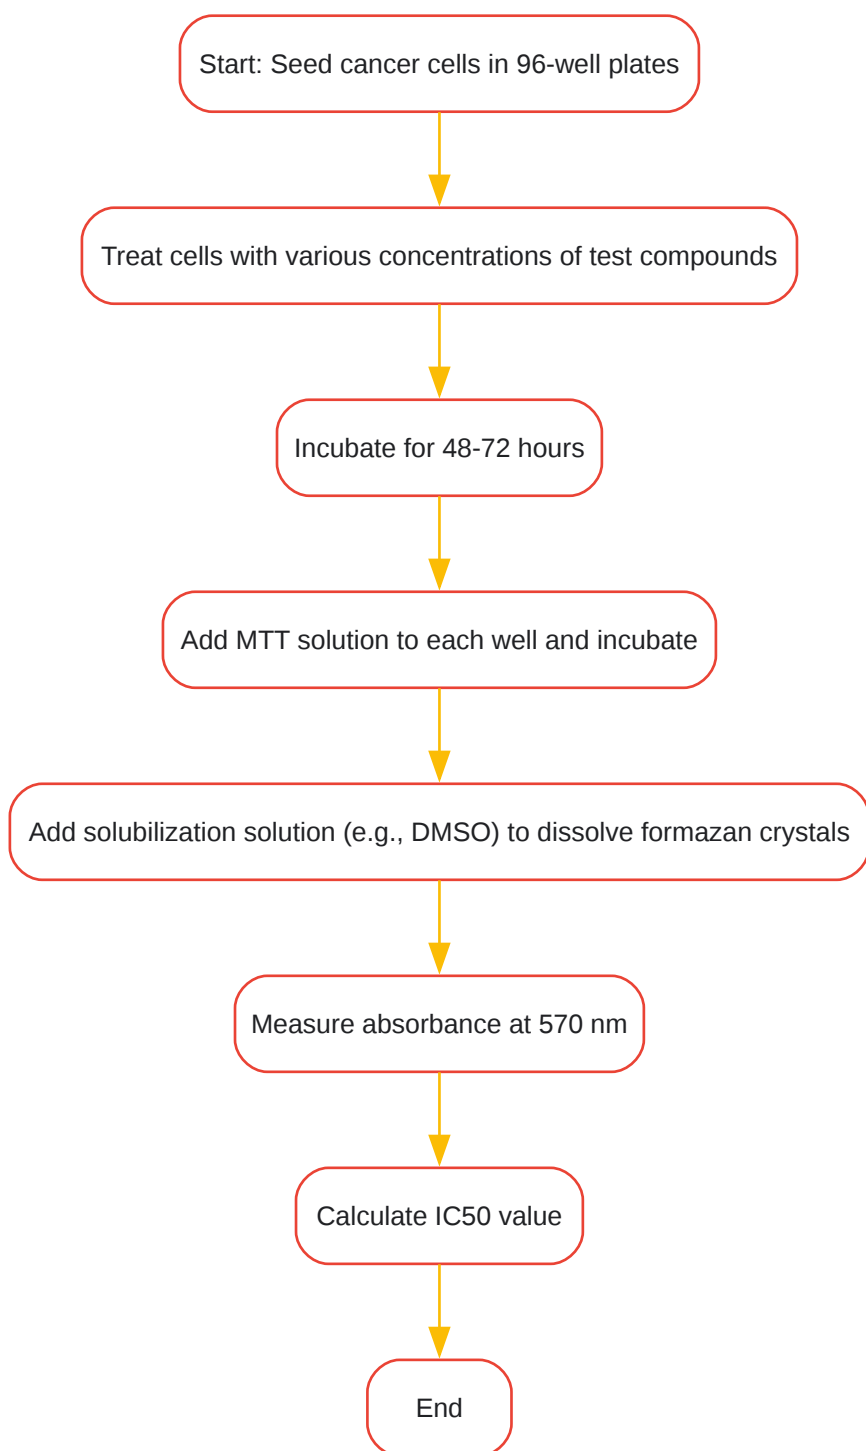 Start: Seed cancer cells in 96-well plates
Treat cells with various concentrations of test compounds
Incubate for 48-72 hours
Add MTT solution to each well and incubate
Add solubilization solution (e.g., DMSO) to dissolve formazan crystals
Measure absorbance at 570 nm
Calculate IC50 value
End